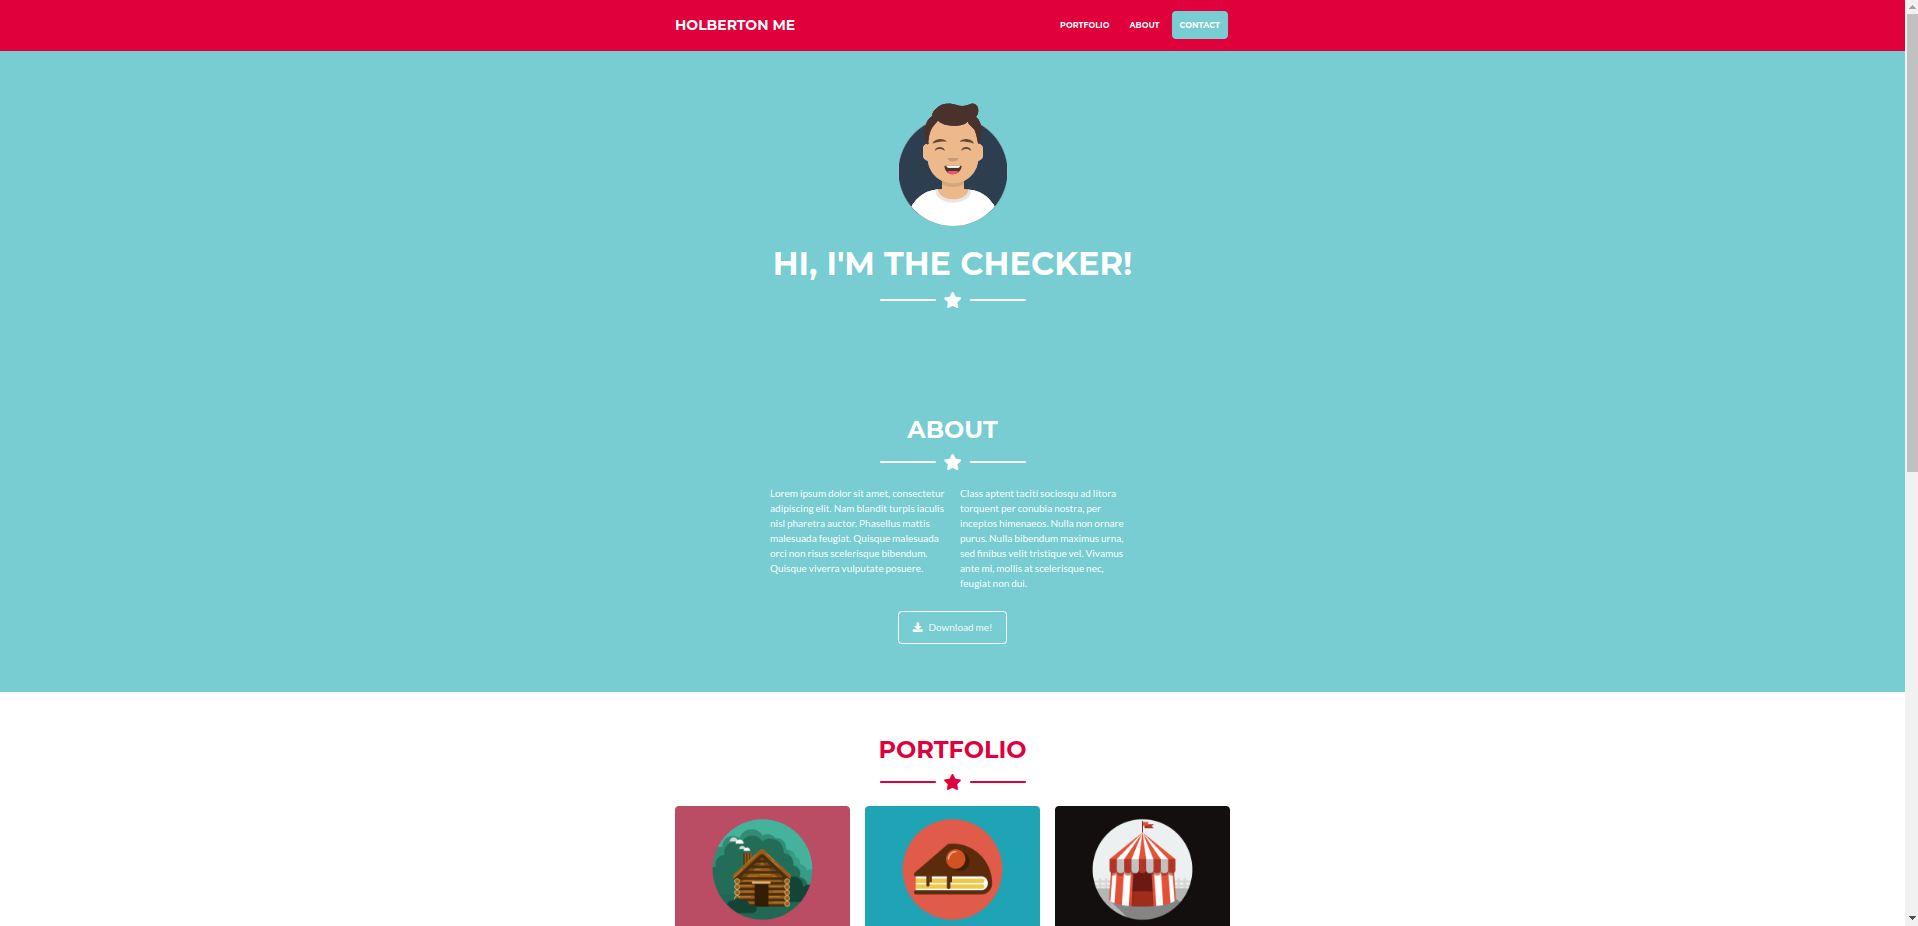 HOLBERTON ME
PORTFOLIO ABOUT CONTACT
HI, I'M THE CHECKER!
ABOUT
Lorem ipsum dolor sit amet, consectetur
adipiscing elit. Nam blandit turpis iaculis
nisl pharetra auctor. Phasellus mattis
malesuada feugiat. Quisque malesuada
orci non risus scelerisque bibendum.
Quisque viverra vulputate posuere.
Class aptent taciti sociosqu ad litora
torquent per conubia nostra, per
inceptos himenaeos. Nulla non ornare
purus. Nulla bibendum maximus urna,
sed finibus velit tristique vel. Vivamus
ante mi, mollis at scelerisque nec,
feugiat non dui.
Download me!
PORTFOLIO